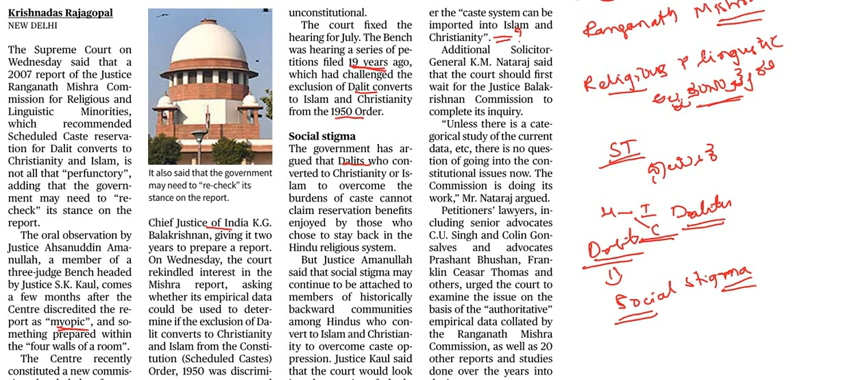 Krishnadas Rajagopal
NEW DELHI
The Supreme Court on
Wednesday said that a
2007 report of the Justice
Ranganath Mishra Com-
mission for Religious and
Linguistic Minorities,
which recommended
Scheduled Caste reserva-
tion for Dalit converts to
Christianity and Islam, is
not all that “perfunctory”,
adding that the govern-
ment may need to “re-
check” its stance on the
report.
The oral observation by
Justice Ahsanuddin Ama-
nullah, a member of a
three-judge Bench headed
by Justice S.K. Kaul, comes
a few months after the
Centre discredited the re-
port as “myopic”, and so-
mething prepared within
the “four walls of a room”.
The Centre recently
It also said that the government
may need to “re-check” its
stance on the report.
Chief Justice of India K.G.
Balakrishnan, giving it two
years to prepare a report.
On Wednesday, the court
rekindled interest in the
Mishra report, asking
whether its empirical data
could be used to deter-
mine if the exclusion of Da-
lit converts to Christianity
and Islam from the Consti-
tution (Scheduled Castes)
Order, 1950 was discrimi-
unconstitutional.
The court fixed the
hearing for July. The Bench
was hearing a series of pe-
titions filed 19 years ago,
which had challenged the
exclusion of Dalit converts
to Islam and Christianity
from the 1950 Order.
Social stigma
The government has ar-
gued that Dalits who con-
verted to Christianity or Is-
lam to overcome the
burdens of caste cannot
claim reservation benefits
enjoyed by those who
chose to stay back in the
Hindu religious system.
But Justice Amanullah
said that social stigma may
continue to be attached to
members of historically
backward communities
among Hindus who con-
vert to Islam and Christian-
ity to overcome caste op-
pression. Justice Kaul said
that the court would look
er the “caste system can be
imported into Islam and
Christianity”.
Additional Solicitor-
General K.M. Nataraj said
that the court should first
wait for the Justice Balak-
rishnan Commission to
complete its inquiry.
“Unless there is a cate-
gorical study of the current
data, etc, there is no ques-
tion of going into the con-
stitutional issues now. The
Commission is doing its
work,” Mr. Nataraj argued.
Petitioners’ lawyers, in-
cluding senior advocates
C.U. Singh and Colin Gon-
salves and advocates
Prashant Bhushan, Fran-
klin Ceasar Thomas and
others, urged the court to
examine the issue on the
basis of the “authoritative”
empirical data collated by
the Ranganath Mishra
Commission, as well as 20
other reports and studies
done over the years into
Ranganath Mishra
Religious & linguistic
ST
I
C
Social stigma